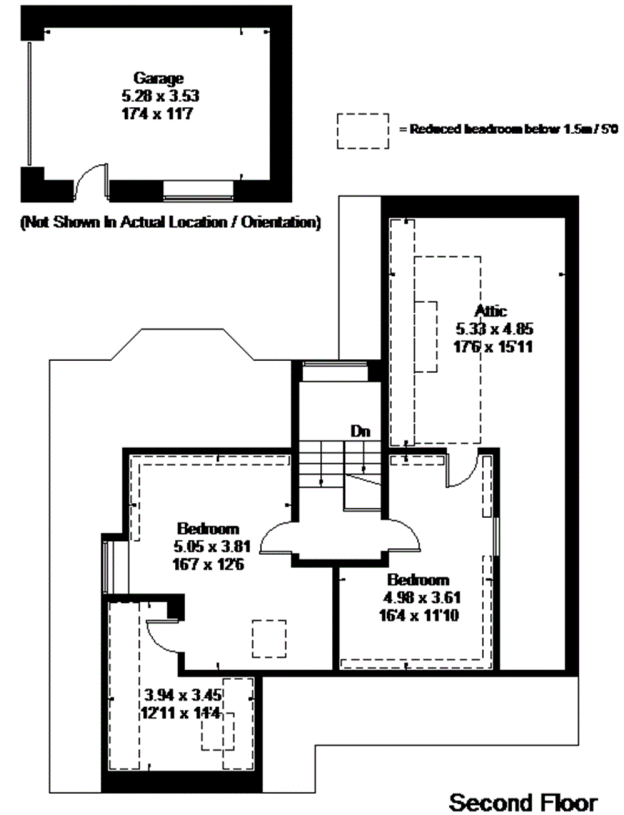 Garage
5.28 x 3.53
17'4 x 11'7
= Reduced headroom below 1.5m / 5'0
(Not Shown In Actual Location / Orientation)
Attic
5.33 x 4.85
17'6 x 15'11
Dn
Bedroom
5.05 x 3.81
16'7 x 12'6
Bedroom
4.98 x 3.61
16'4 x 11'10
3.94 x 3.45
12'11 x 11'4
Second Floor